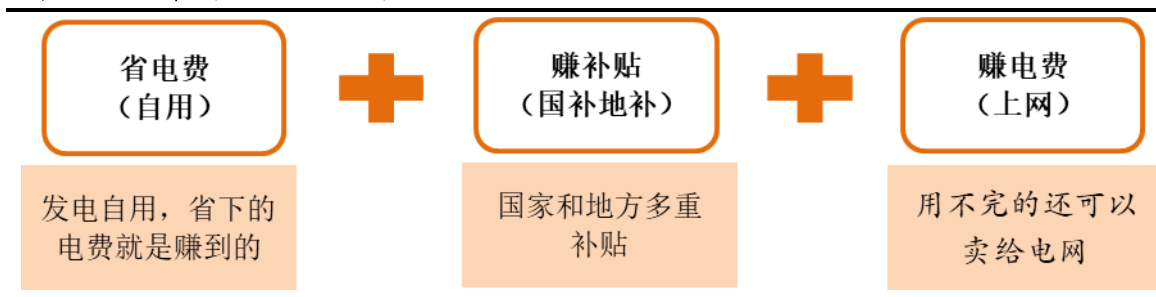 省电费
（自用）
赚补贴
（国补地补）
赚电费
（上网）
发电自用，省下的
电费就是赚到的
国家和地方多重
补贴
用不完的还可以
卖给电网